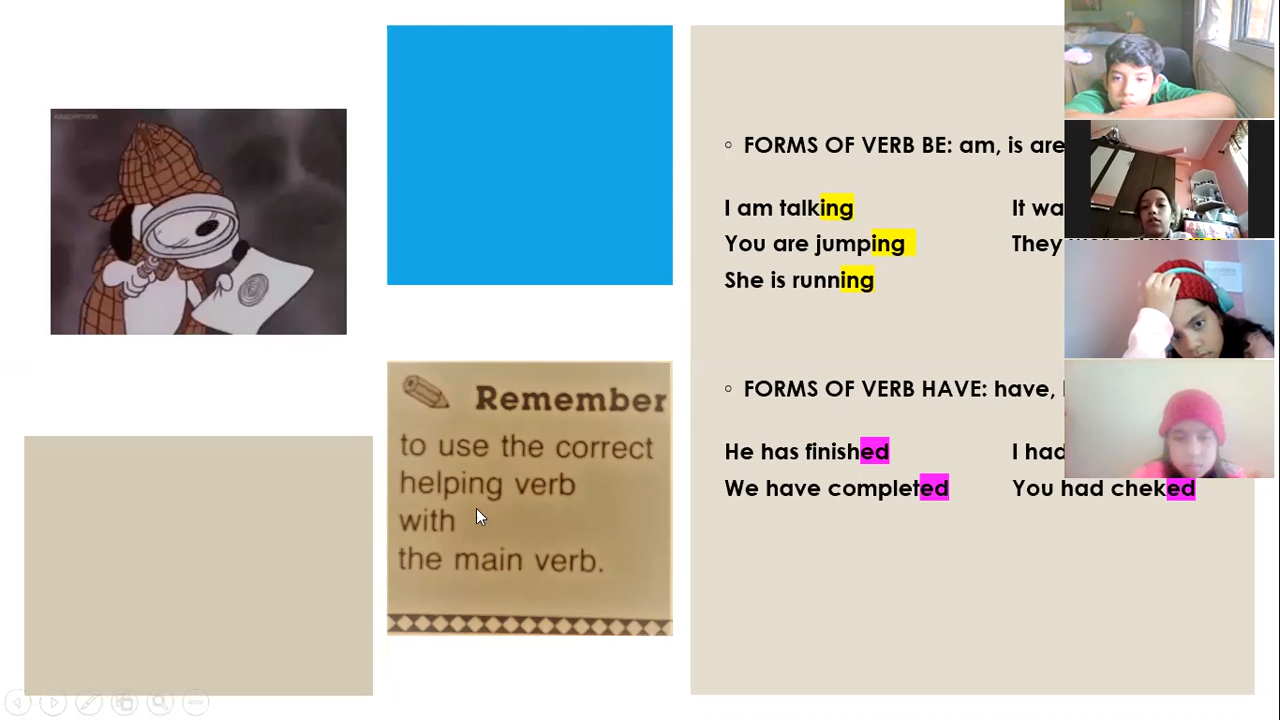 Remember
to use the correct
helping verb
with
the main verb.
FORMS OF VERB BE: am, is are
I am talking
You are jumping
She is running
It
They
FORMS OF VERB HAVE: have,
He has finished
We have completed
I had
You had cheked